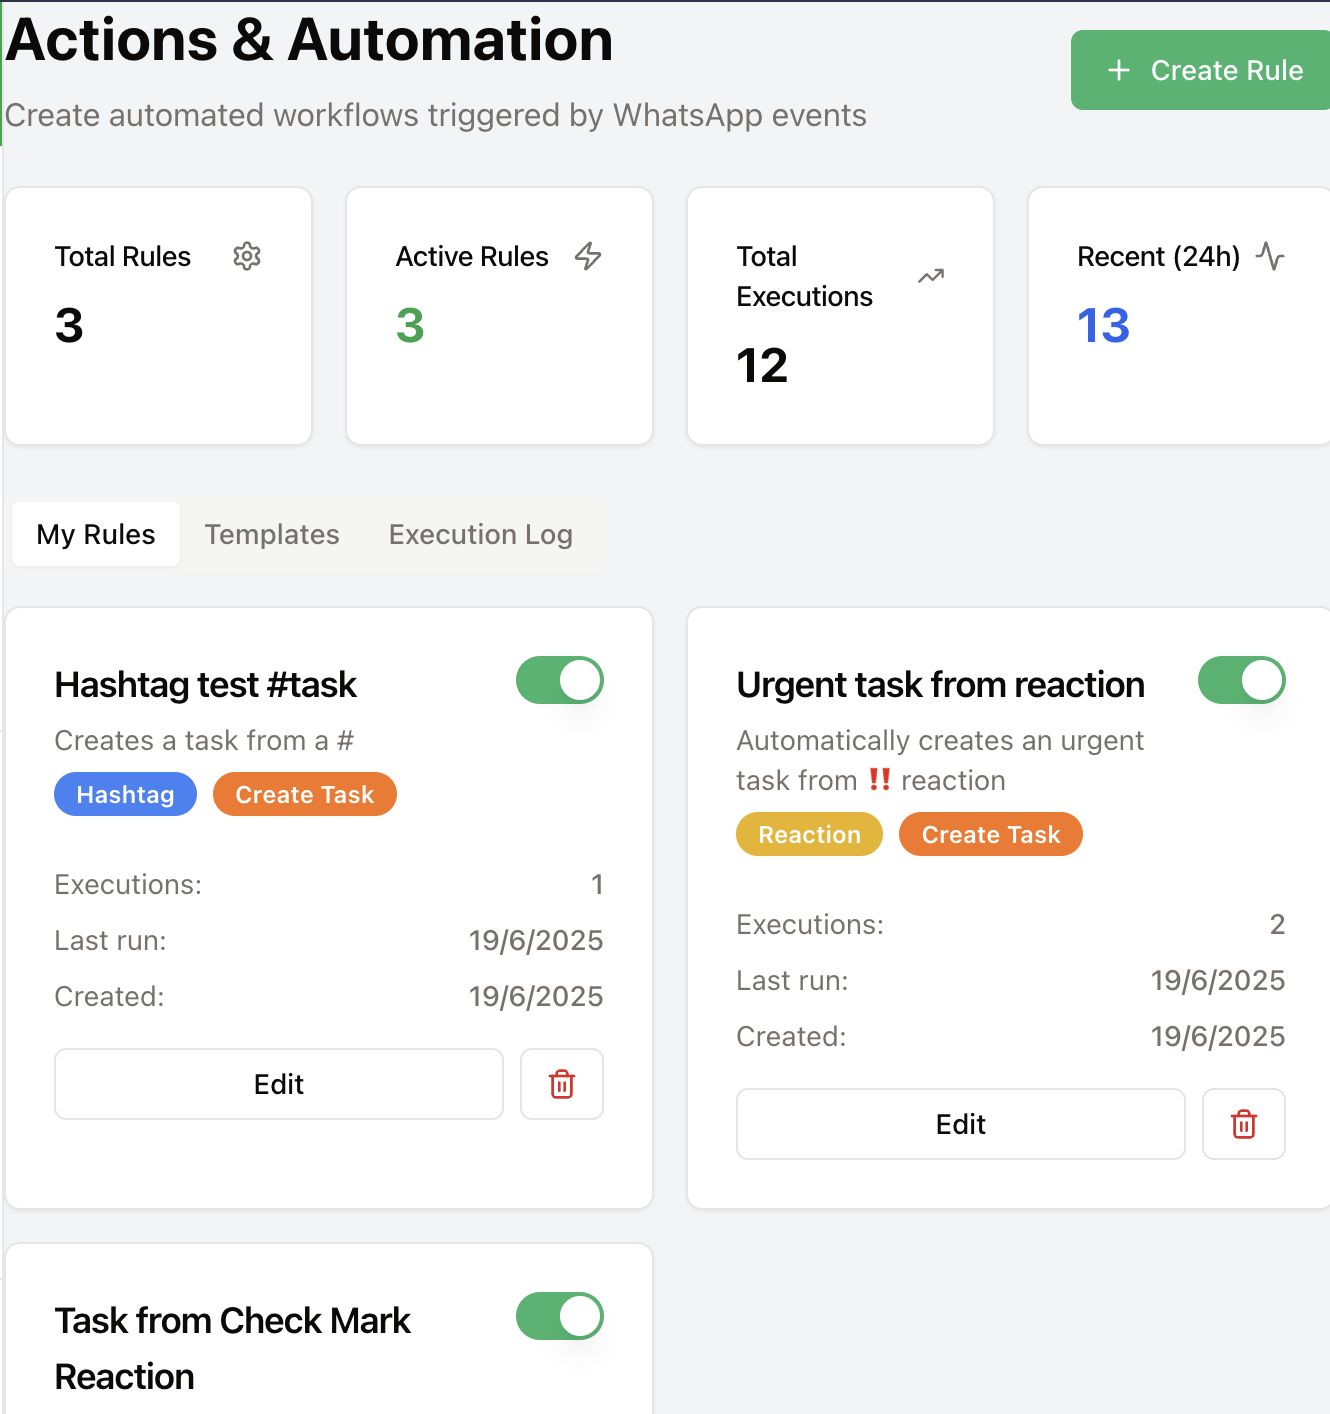 Actions & Automation
Create Rule
Create automated workflows triggered by WhatsApp events
Total Rules
3
Active Rules
3
Total
Executions
12
Recent (24h)
13
My Rules
Templates
Execution Log
Hashtag test #task
Creates a task from a #
Hashtag
Create Task
Executions:
1
Last run:
19/6/2025
Created:
19/6/2025
Edit
Urgent task from reaction
Automatically creates an urgent
task from ‼️ reaction
Reaction
Create Task
Executions:
2
Last run:
19/6/2025
Created:
19/6/2025
Edit
Task from Check Mark
Reaction